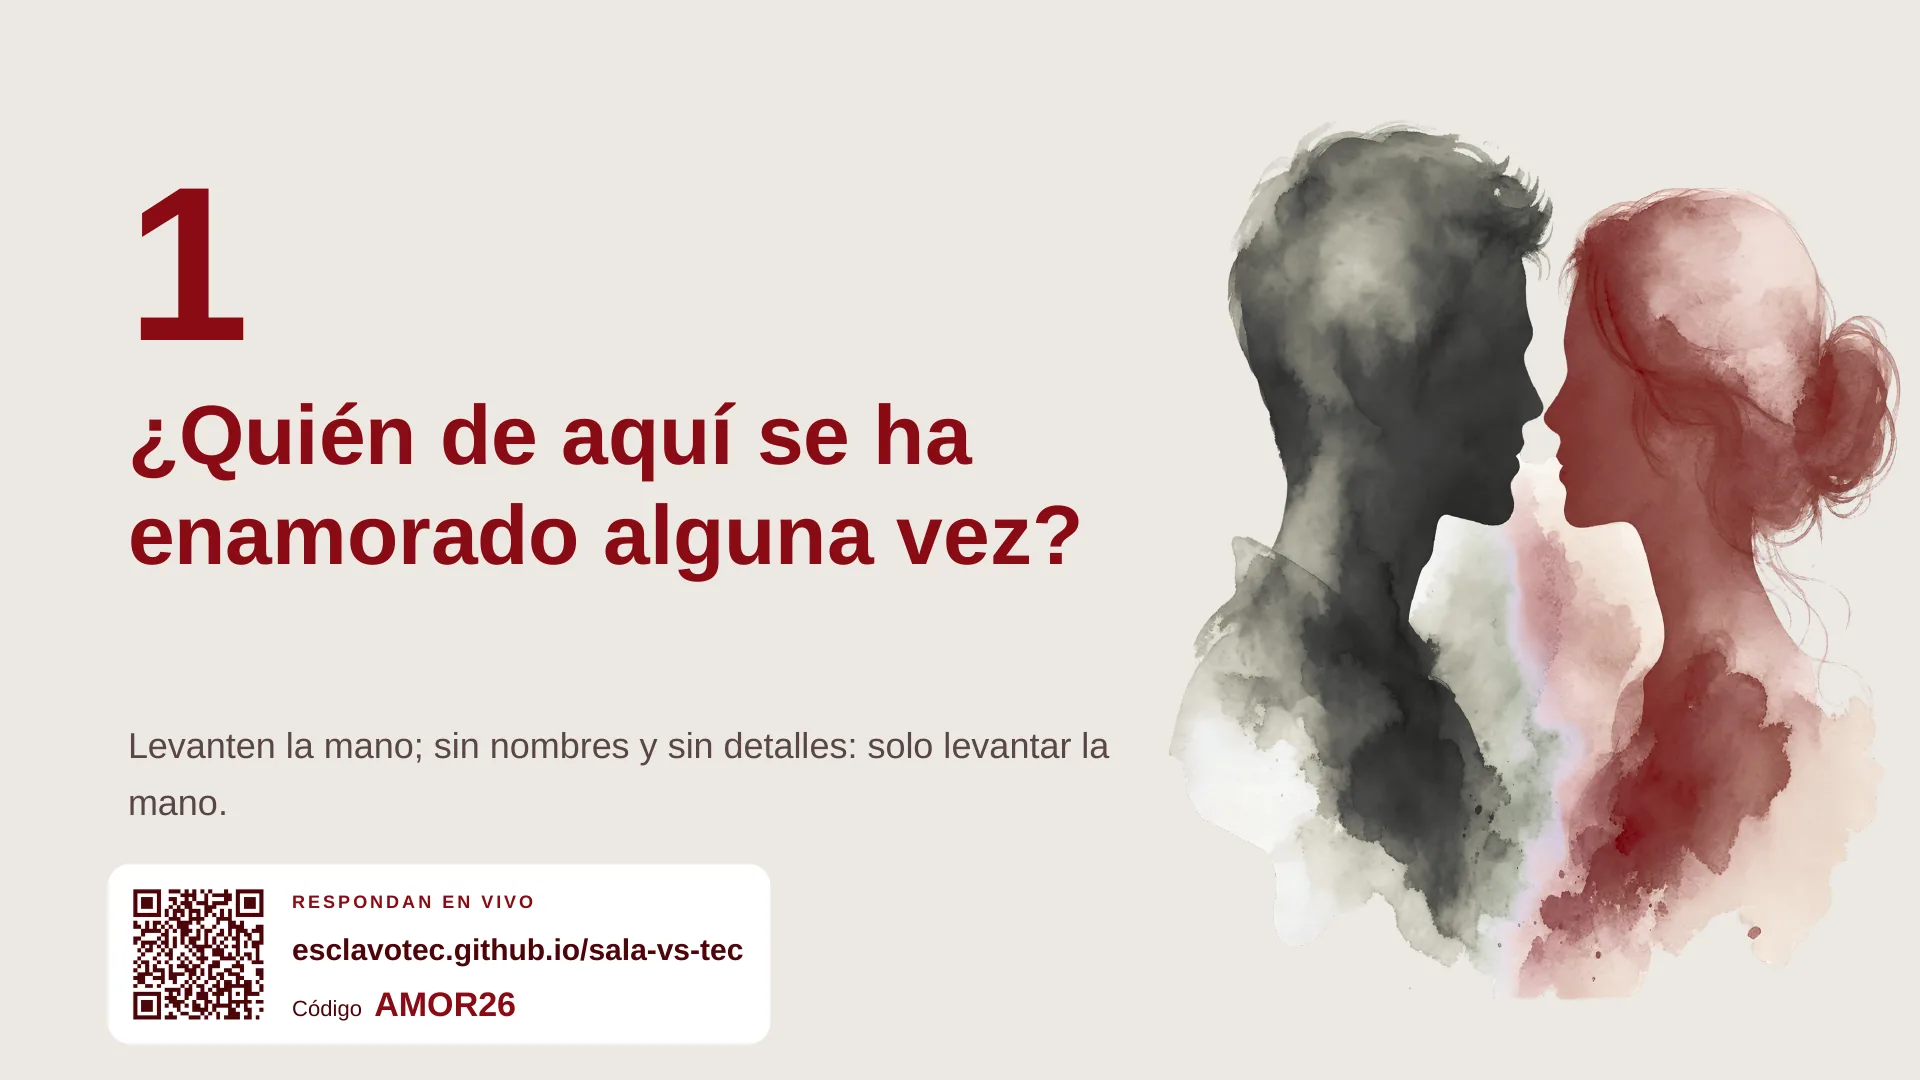 1
¿Quién de aquí se ha
enamorado alguna vez?
Levanten la mano; sin nombres y sin detalles: solo levantar la
mano.
RESPONDAN EN VIVO
esclavotec.github.io/sala-vs-tec
Código AMOR26